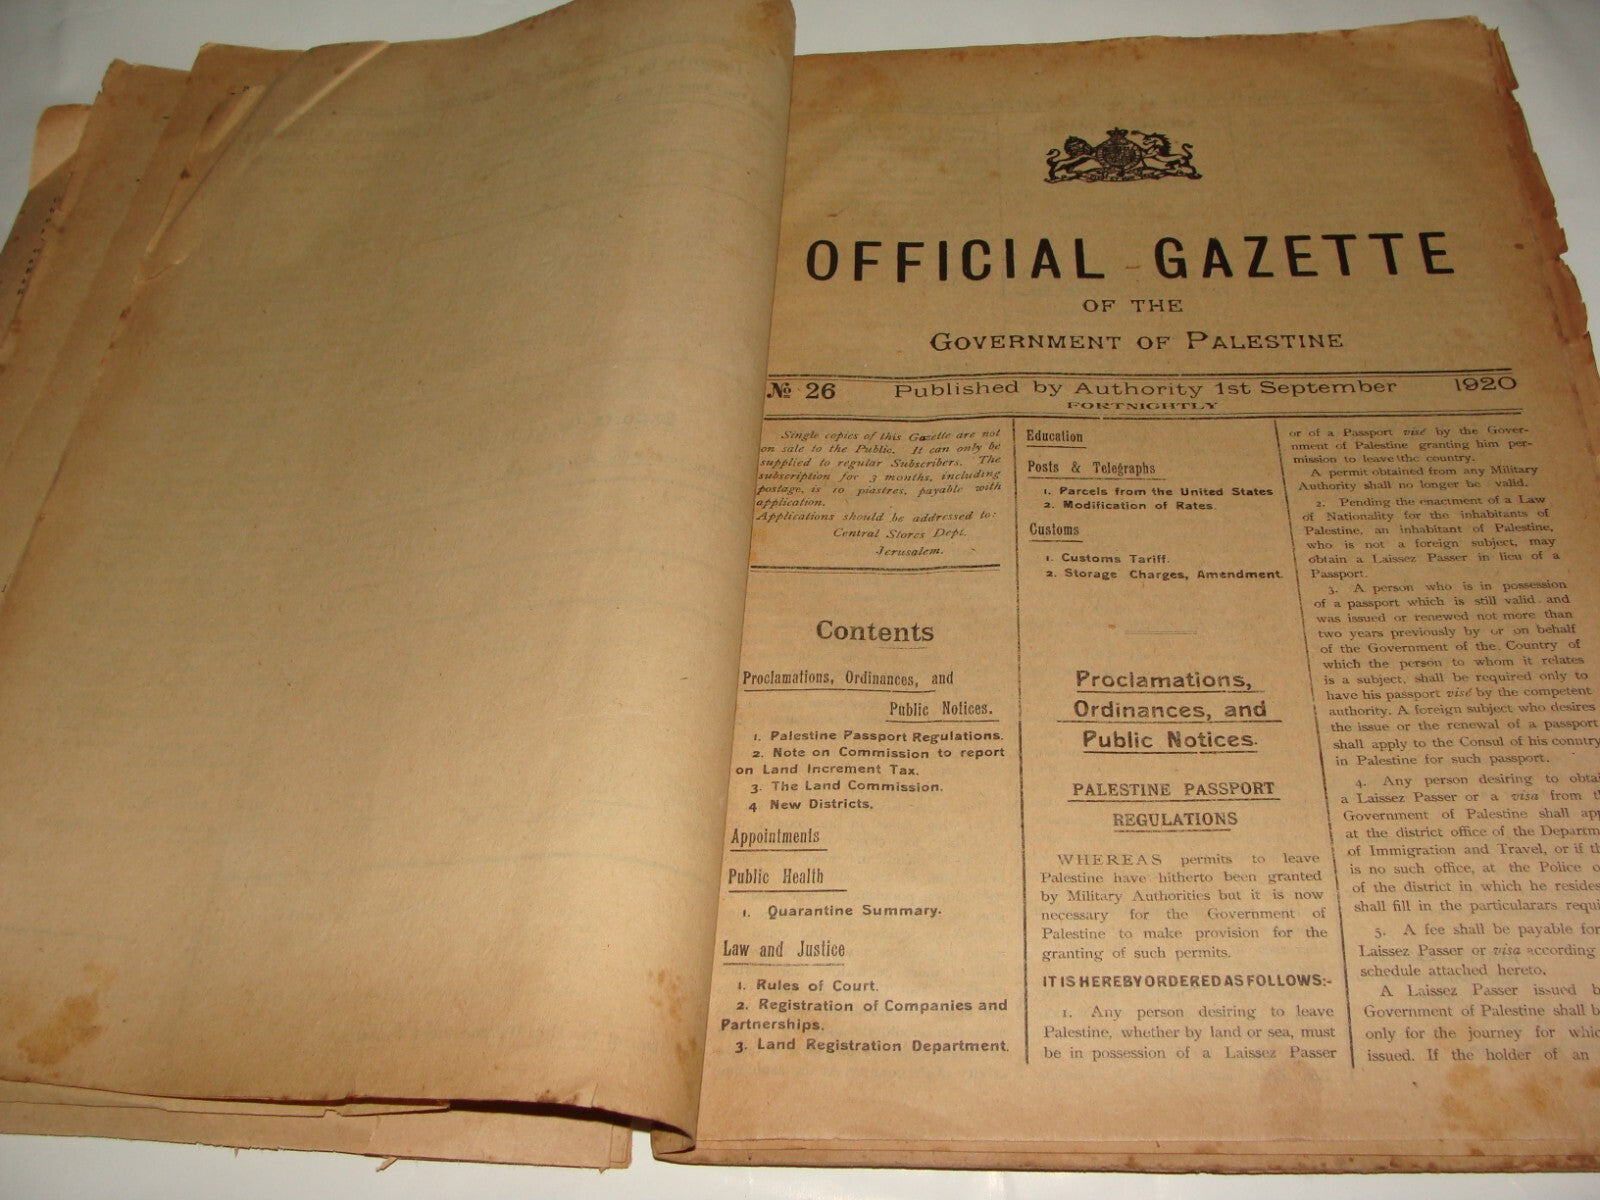 OFFICIAL GAZETTE
OF THE
GOVERNMENT OF PALESTINE
№ 26 Published by Authority 1st September 1920
FORTNIGHTLY
Single copies of this Gazette are not
on sale to the Public. It can only be
supplied to regular Subscribers. The
subscription for 3 months, including
postage, is 10 piastres, payable with
application.
Applications should be addressed to:
Central Stores Dept.
Jerusalem.
Contents
Proclamations, Ordinances, and
Public Notices.
1. Palestine Passport Regulations.
2. Note on Commission to report
on Land Increment Tax.
3. The Land Commission.
4 New Districts.
Appointments
Public Health
1. Quarantine Summary.
Law and Justice
1. Rules of Court.
2. Registration of Companies and
Partnerships.
3. Land Registration Department.
Education
Posts & Telegraphs
1. Parcels from the United States
2. Modification of Rates.
Customs
1. Customs Tariff.
2. Storage Charges, Amendment.
Proclamations,
Ordinances, and
Public Notices.
PALESTINE PASSPORT
REGULATIONS
WHEREAS permits to leave
Palestine have hitherto been granted
by Military Authorities but it is now
necessary for the Government of
Palestine to make provision for the
granting of such permits.
IT IS HEREBY ORDERED AS FOLLOWS:-
1. Any person desiring to leave
Palestine, whether by land or sea, must
be in possession of a Laissez Passer
or of a Passport visé by the Gover-
nment of Palestine granting him per-
mission to leave the country.
A permit obtained from any Military
Authority shall no longer be valid.
2. Pending the enactment of a Law
of Nationality for the inhabitants of
Palestine, an inhabitant of Palestine,
who is not a foreign subject, may
obtain a Laissez Passer in lieu of a
Passport.
3. A person who is in possession
of a passport which is still valid and
was issued or renewed not more than
two years previously by or on behalf
of the Government of the Country of
which the person to whom it relates
is a subject, shall be required only to
have his passport visé by the competent
authority. A foreign subject who desires
the issue or the renewal of a passport
shall apply to the Consul of his country
in Palestine for such passport.
4. Any person desiring to
a Laissez Passer or a visa from
Government of Palestine shall
at the district office of the
of Immigration and Travel, or if
is no such office, at the Police
of the district in which he
shall fill in the particularars
5. A fee shall be payable for
Laissez Passer or visa according
schedule attached hereto.
A Laissez Passer issued
Government of Palestine shall
only for the journey for
issued. If the holder of an